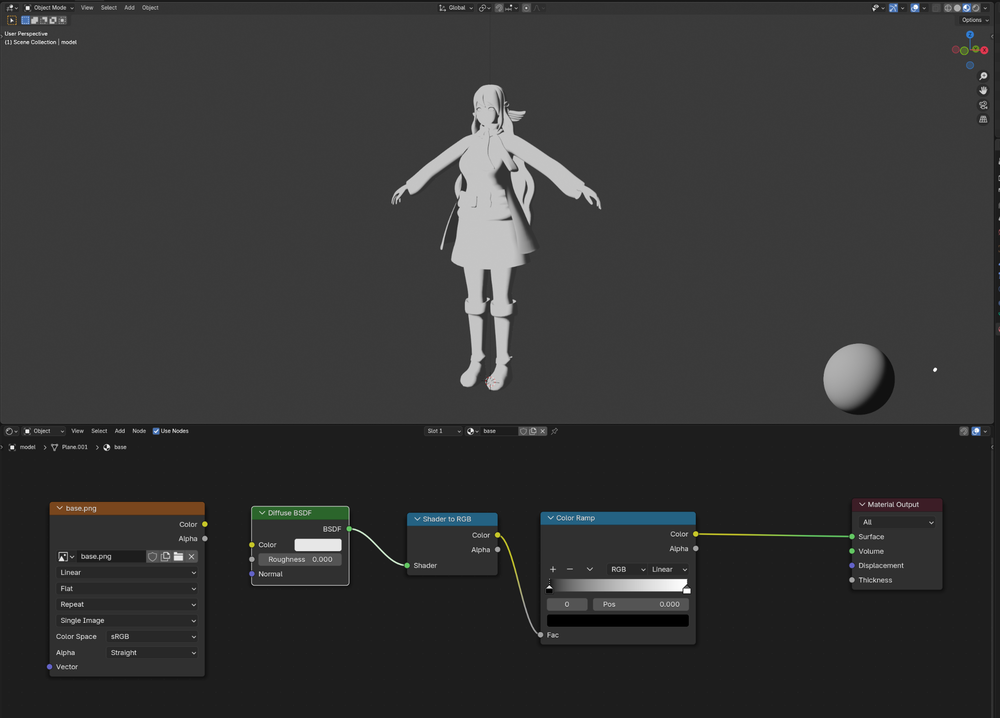 Object Mode View Select Add Object Global
Options
User Perspective
(1) Scene Collection | model
Z
Y X
Object View Select Add Node Use Nodes Slot 1 base
model Plane.001 base
base.png
Color
Alpha
base.png
Linear
Flat
Repeat
Single Image
Color Space sRGB
Alpha Straight
Vector
Diffuse BSDF
BSDF
Color
Roughness 0.000
Normal
Shader to RGB
Color
Alpha
Shader
Color Ramp
Color
Alpha
RGB Linear
0 Pos 0.000
Fac
Material Output
All
Surface
Volume
Displacement
Thickness